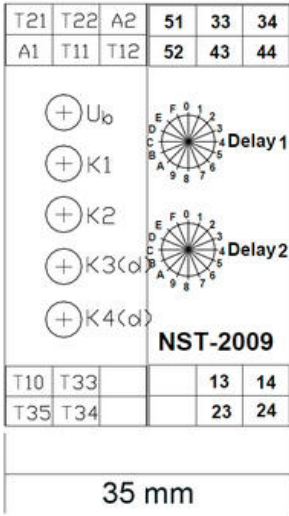 T21 T22 A2 51 33 34
A1 T11 T12 52 43 44
Ub
F 0 1
E 2
D 3
C 4
B 5
A 6
9 8 7
Delay 1
K1
K2
F 0 1
E 2
D 3
C 4
B 5
A 6
9 8 7
Delay 2
K3(d)
K4(d)
NST-2009
T10 T33 13 14
T35 T34 23 24
35 mm